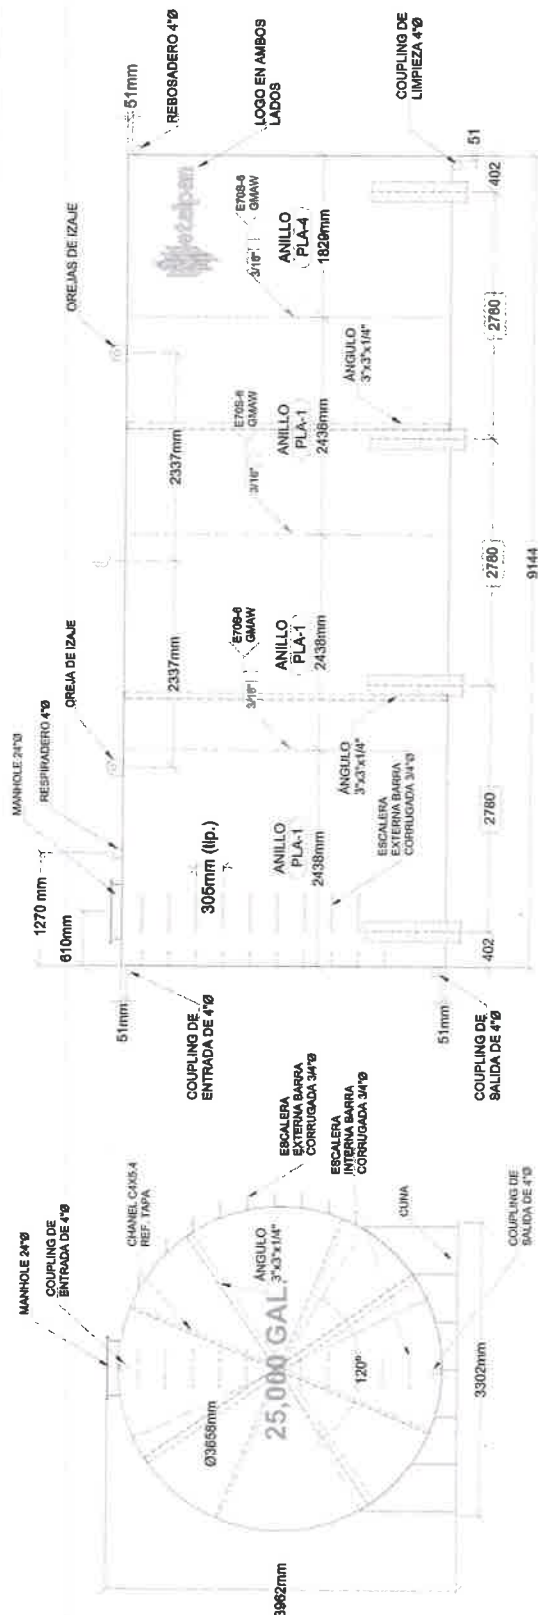 MANHOLE 24"Ø
COUPLING DE
ENTRADA DE 4"Ø
CHANEL C4X5.4
REF. TAPA
ESCALERA
EXTERNA BARRA
CORRUGADA 3/4"Ø
ESCALERA
INTERNA BARRA
CORRUGADA 3/4"Ø
ÁNGULO
3"x3"x1/4"
25,000 GAL.
Ø3658mm
120º
CUNA
COUPLING DE
SALIDA DE 4"Ø
3302mm
3962mm
1270 mm
610mm
MANHOLE 24"Ø
RESPIRADERO 4"Ø
OREJA DE IZAJE
OREJAS DE IZAJE
51mm
REBOSADERO 4"Ø
LOGO EN AMBOS
LADOS
51mm
COUPLING DE
ENTRADA DE 4"Ø
305mm (tip.)
2337mm
2337mm
3/16"
E70S-6
GMAW
3/16"
E70S-6
GMAW
3/16"
E70S-6
GMAW
ANILLO
PLA-1
2438mm
ANILLO
PLA-1
2438mm
ANILLO
PLA-1
2438mm
ANILLO
PLA-4
1829mm
ESCALERA
EXTERNA BARRA
CORRUGADA 3/4"Ø
ÁNGULO
3"x3"x1/4"
ÁNGULO
3"x3"x1/4"
COUPLING DE
LIMPIEZA 4"Ø
51mm
COUPLING DE
SALIDA DE 4"Ø
402
2780
2780
2780
402
51
9144